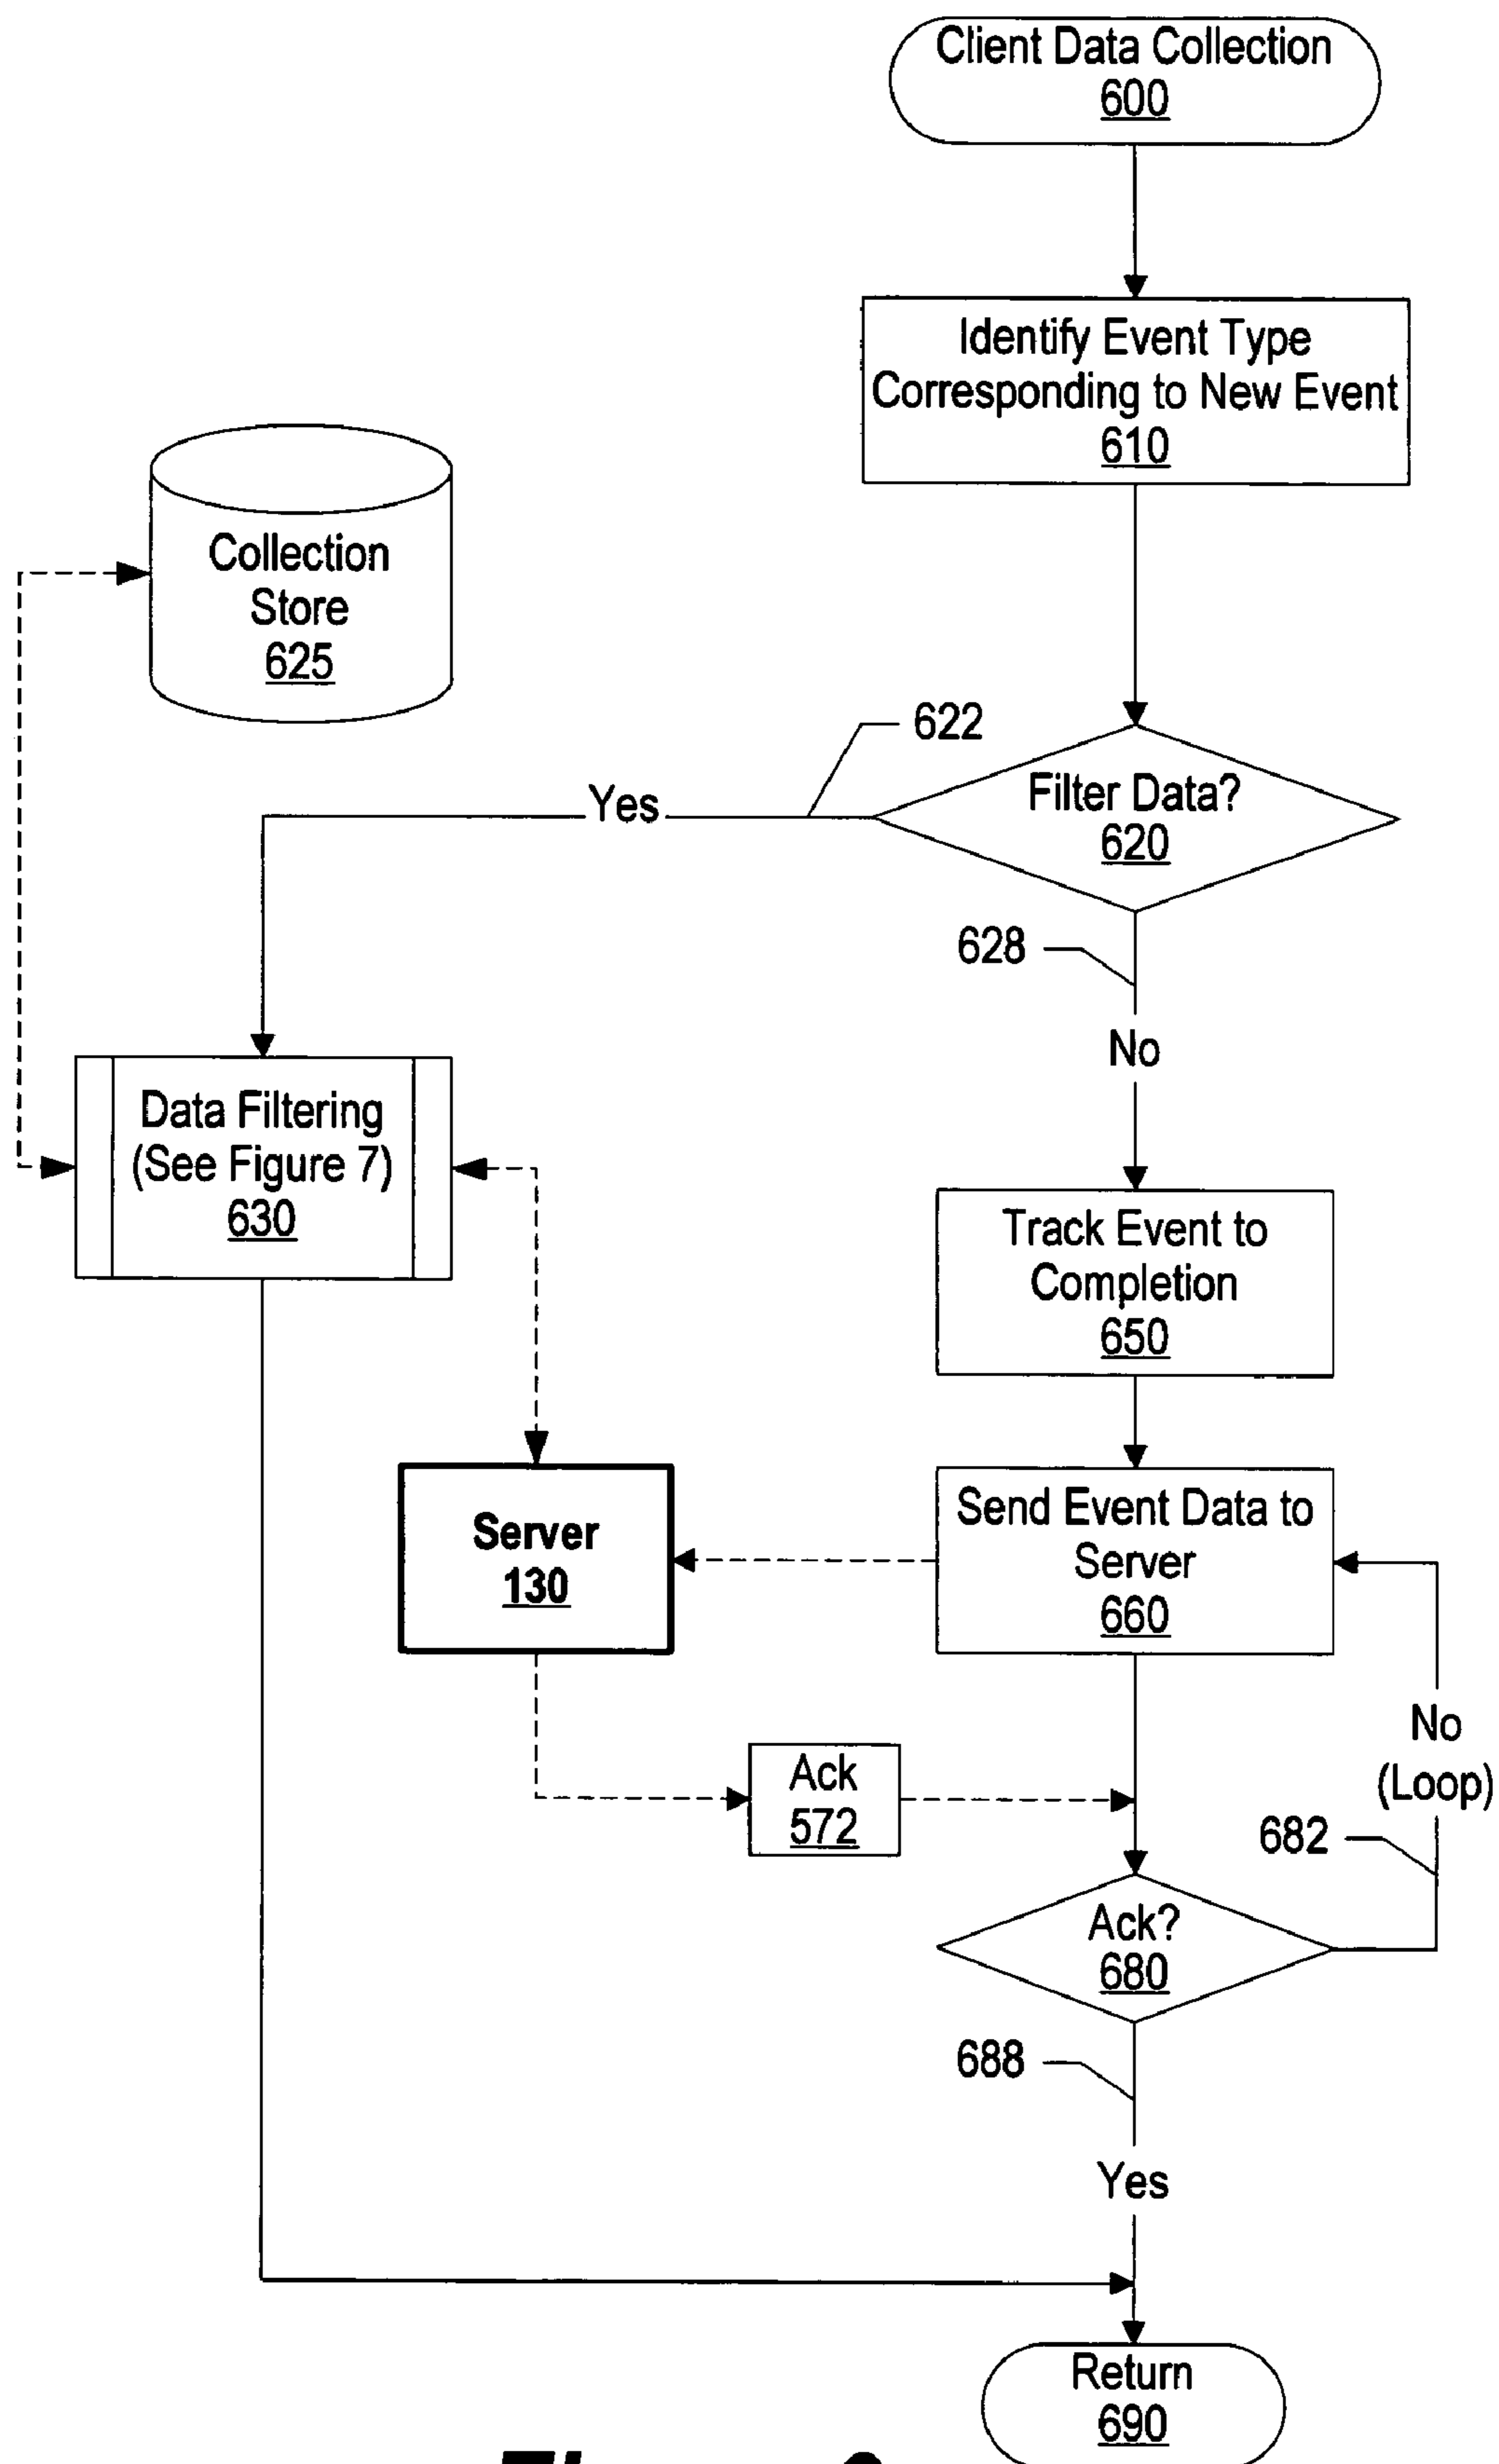 Client Data Collection
600
Identify Event Type
Corresponding to New Event
610
Collection
Store
625
622
Filter Data?
620
Yes
628
No
Data Filtering
(See Figure 7)
630
Track Event to
Completion
650
Send Event Data to
Server
660
Server
130
No
(Loop)
Ack
572
682
Ack?
680
688
Yes
Return
690